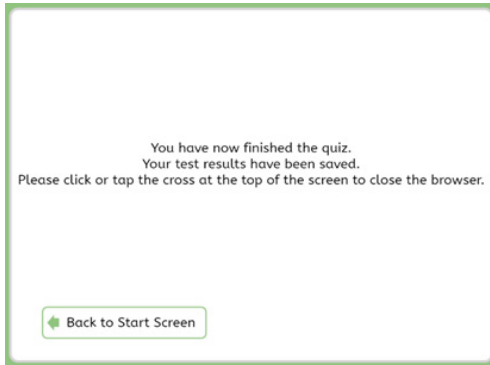 You have now finished the quiz.
Your test results have been saved.
Please click or tap the cross at the top of the screen to close the browser.
Back to Start Screen